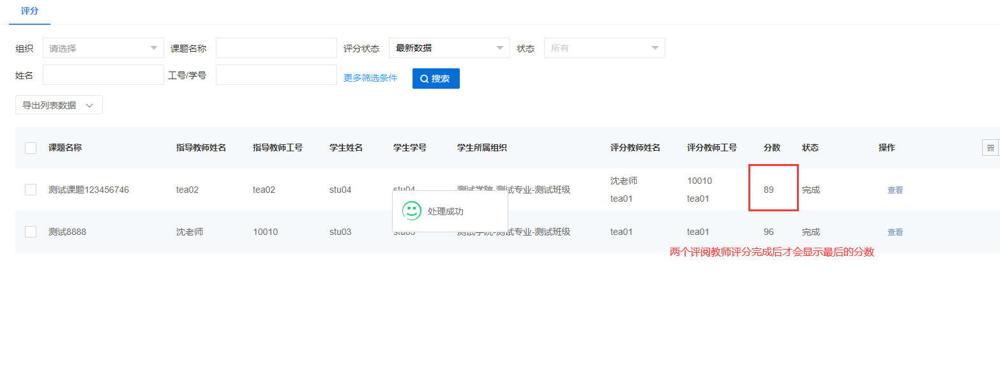 评分
组织 请选择 课题名称 评分状态 最新数据 状态 所有
姓名 工号/学号 更多筛选条件 搜索
导出列表数据
课题名称 指导教师姓名 指导教师工号 学生姓名 学生学号 学生所属组织 评分教师姓名 评分教师工号 分数 状态 操作
沈老师 10010
测试课题123456746 tea02 tea02 stu04 stu04 测试学院-测试专业-测试班级 89 完成 查看
tea01 tea01
处理成功
测试8888 沈老师 10010 stu03 stu03 测试学院-测试专业-测试班级 tea01 tea01 96 完成 查看
两个评阅教师评分完成后才会显示最后的分数